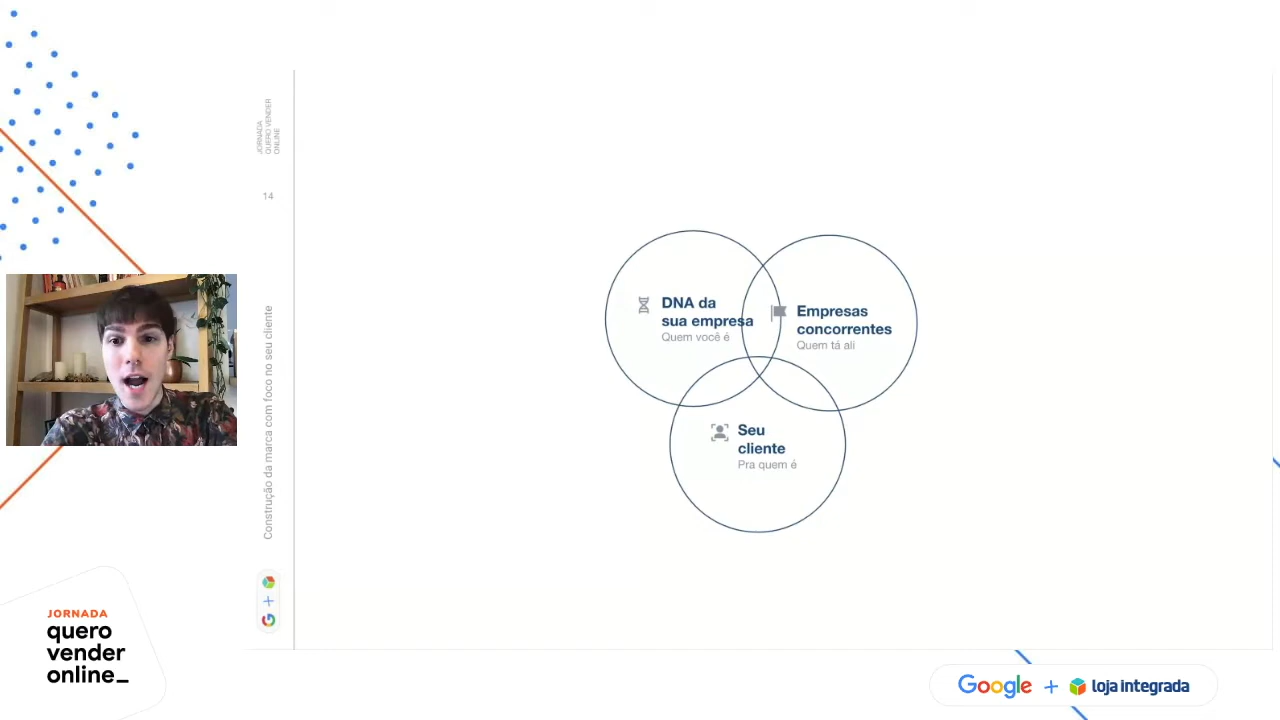 JORNADA
QUERO VENDER
ONLINE
14
Construção da marca com foco no seu cliente
DNA da
sua empresa
Quem você é
Empresas
concorrentes
Quem tá ali
Seu
cliente
Pra quem é
JORNADA
quero
vender
online_
Google + loja integrada